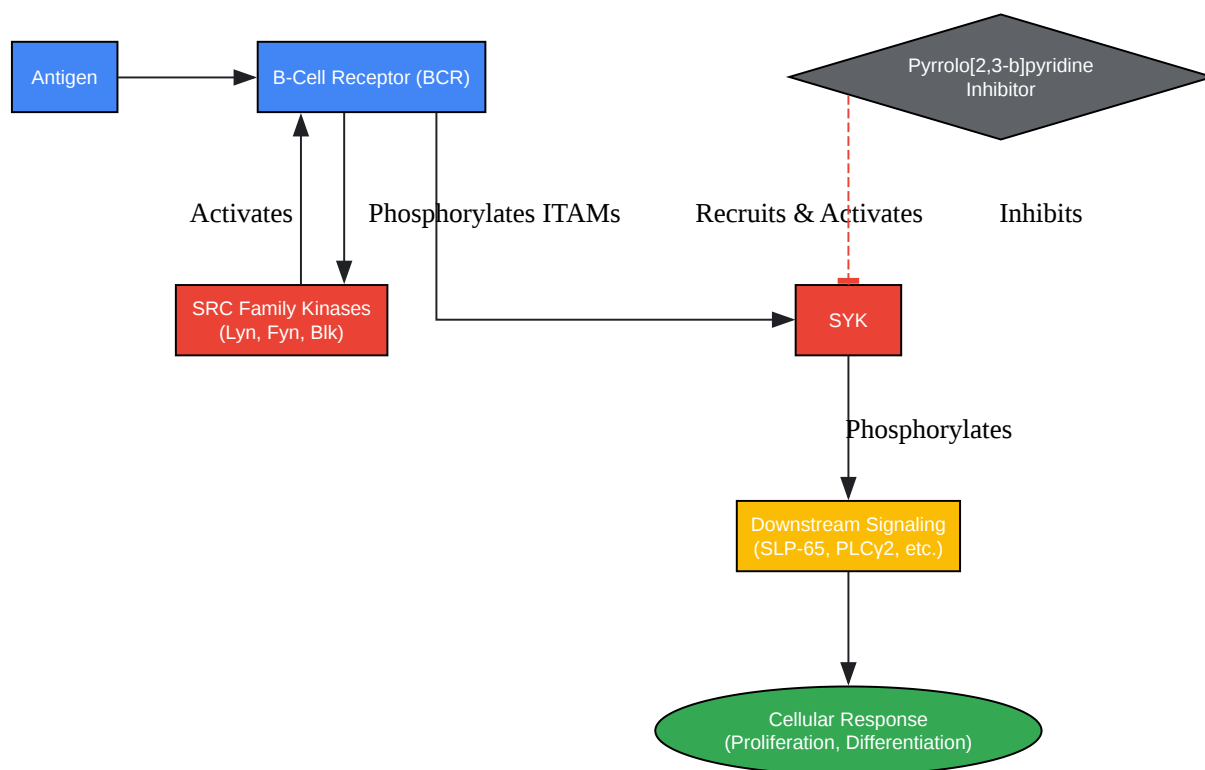 Antigen
B-Cell Receptor (BCR)
Pyrrolo[2,3-b]pyridine
Inhibitor
Activates
Phosphorylates ITAMs
Recruits & Activates
Inhibits
SRC Family Kinases
(Lyn, Fyn, Blk)
SYK
Phosphorylates
Downstream Signaling
(SLP-65, PLCγ2, etc.)
Cellular Response
(Proliferation, Differentiation)